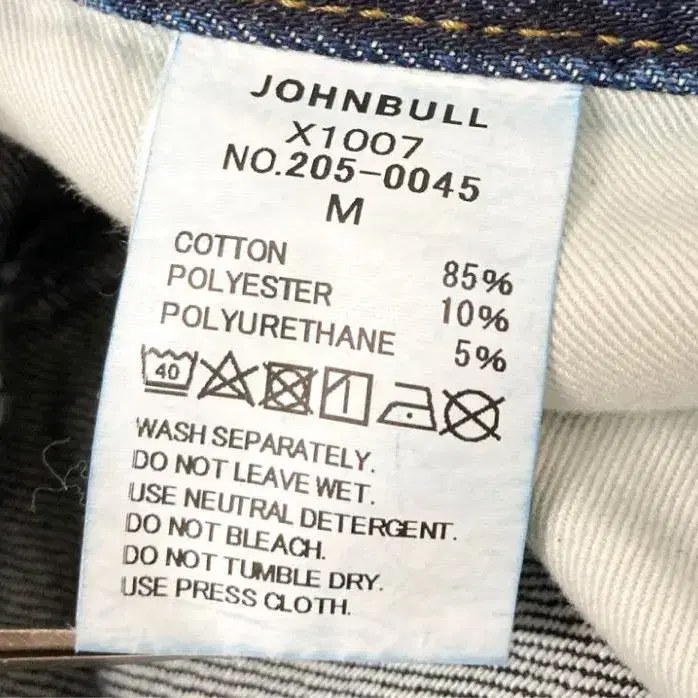 JOHNBULL
X1007
NO.205-0045
M
COTTON 85%
POLYESTER 10%
POLYURETHANE 5%
40
WASH SEPARATELY.
DO NOT LEAVE WET.
USE NEUTRAL DETERGENT.
DO NOT BLEACH.
DO NOT TUMBLE DRY.
USE PRESS CLOTH.